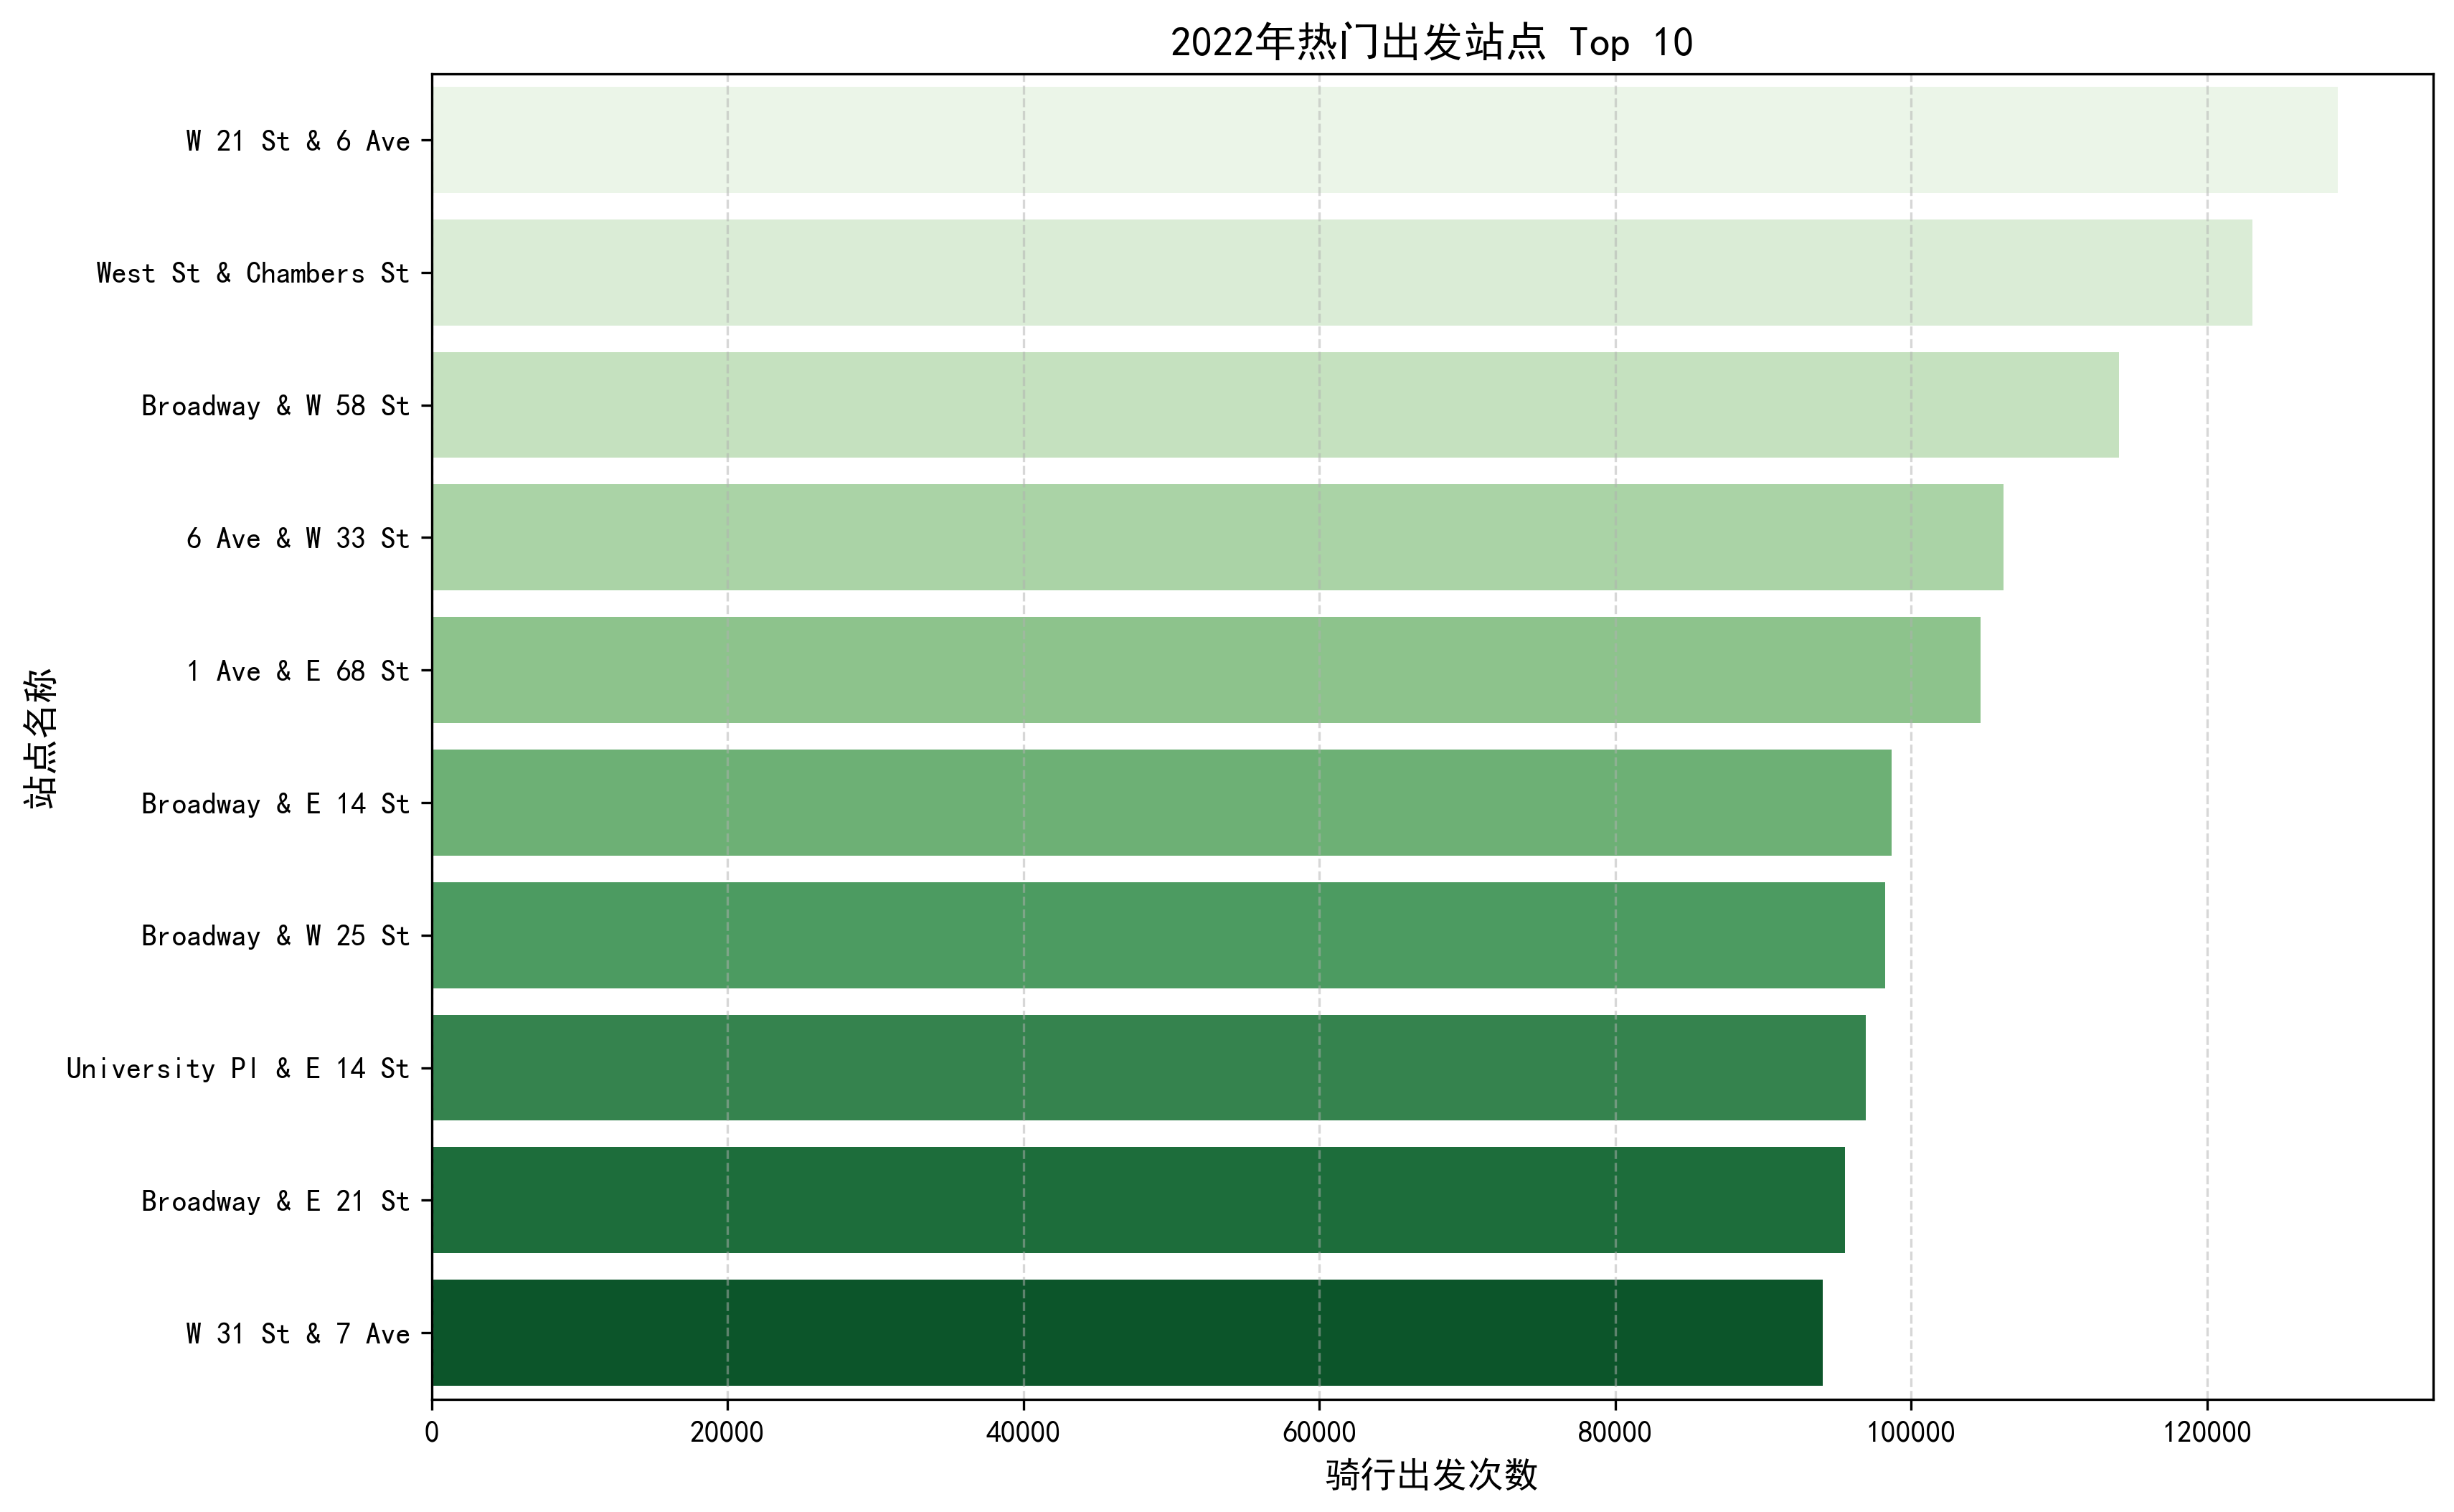 2022年热门出发站点 Top 10
W 21 St & 6 Ave
West St & Chambers St
Broadway & W 58 St
6 Ave & W 33 St
1 Ave & E 68 St
Broadway & E 14 St
Broadway & W 25 St
University Pl & E 14 St
Broadway & E 21 St
W 31 St & 7 Ave
站点名称
0 20000 40000 60000 80000 100000 120000
骑行出发次数